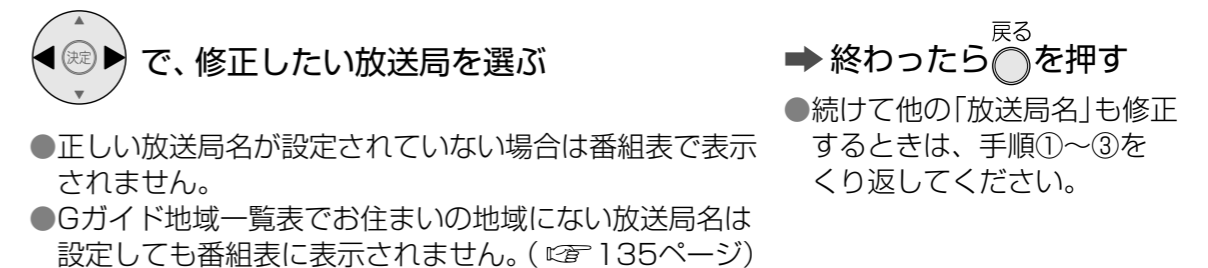 決定
で、修正したい放送局を選ぶ
●正しい放送局名が設定されていない場合は番組表で表示
されません。
●Gガイド地域一覧表でお住まいの地域にない放送局名は
設定しても番組表に表示されません。(☞135ページ)
戻る
➡終わったら◯を押す
●続けて他の「放送局名」も修正
するときは、手順①～③を
くり返してください。